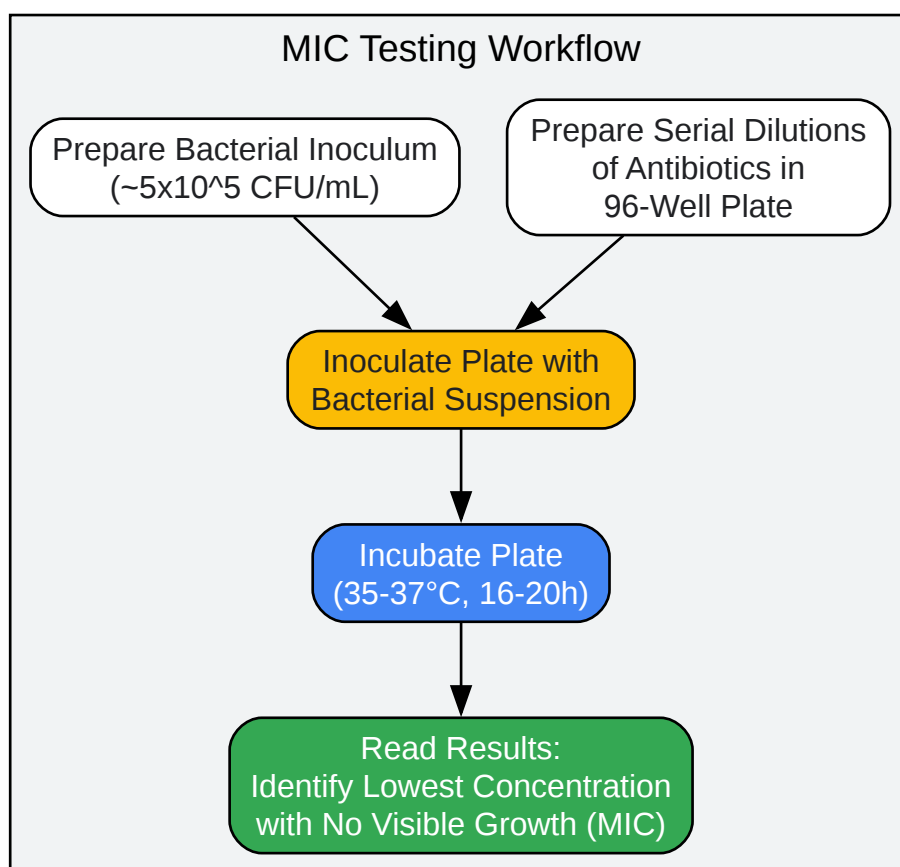 MIC Testing Workflow
Prepare Bacterial Inoculum
(~5x10^5 CFU/mL)
Prepare Serial Dilutions
of Antibiotics in
96-Well Plate
Inoculate Plate with
Bacterial Suspension
Incubate Plate
(35-37°C, 16-20h)
Read Results:
Identify Lowest Concentration
with No Visible Growth (MIC)